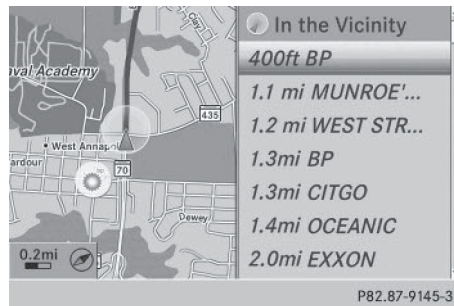 In the Vicinity
400ft BP
1.1 mi MUNROE'...
1.2 mi WEST STR...
1.3mi BP
1.3mi CITGO
1.4mi OCEANIC
2.0mi EXXON
aval Academy
435
West Annapol
ardour
70
Dewey
0.2mi
P82.87-9145-3